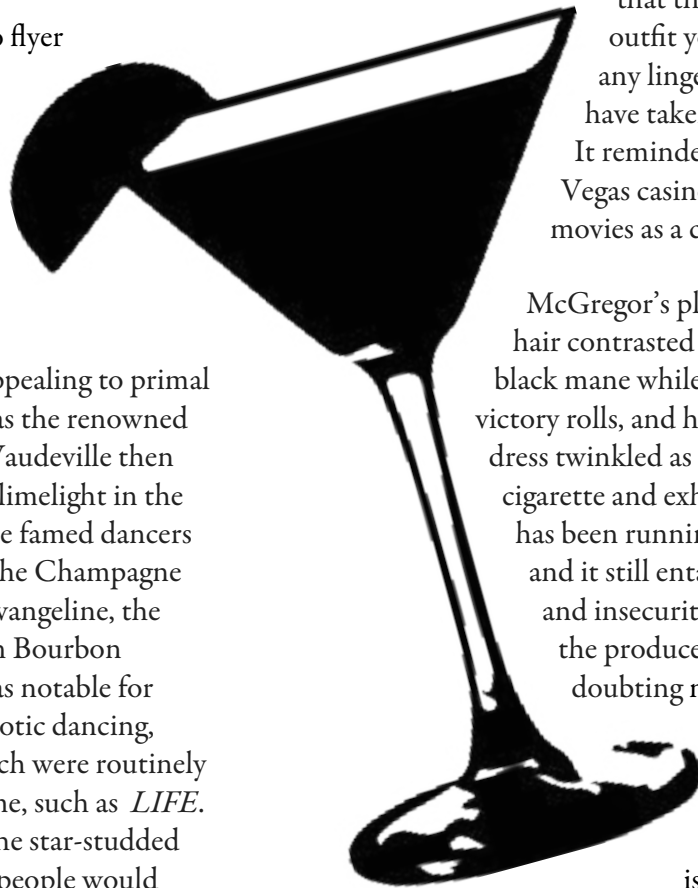 flyer
ppealing to primal
as the renowned
Vaudeville then
limelight in the
e famed dancers
he Champagne
vangeline, the
n Bourbon
as notable for
otic dancing,
ch were routinely
ne, such as LIFE.
he star-studded
people would
that th
outfit y
any linge
have take
It reminde
Vegas casin
movies as a c
McGregor’s pl
hair contrasted
black mane while
victory rolls, and h
dress twinkled as
cigarette and exh
has been runnin
and it still enta
and insecurit
the produce
doubting r
is